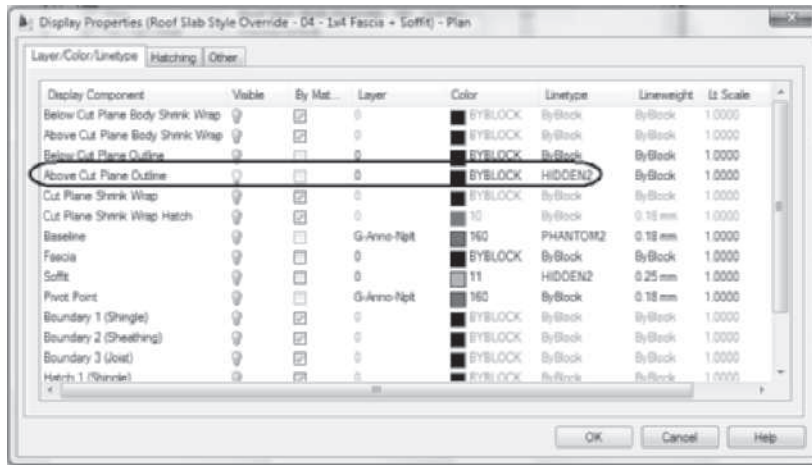 Display Properties (Roof Slab Style Override - 04 - 1x4 Fascia + Soffit) - Plan
Layer/Color/Linetype Hatching Other
Display Component Visible By Mat... Layer Color Linetype Lineweight Lt Scale
Below Cut Plane Body Shrink Wrap 0 BYBLOCK ByBlock ByBlock 1.0000
Above Cut Plane Body Shrink Wrap 0 BYBLOCK ByBlock ByBlock 1.0000
Below Cut Plane Outline 0 BYBLOCK ByBlock ByBlock 1.0000
Above Cut Plane Outline 0 BYBLOCK HIDDEN2 ByBlock 1.0000
Cut Plane Shrink Wrap 0 BYBLOCK ByBlock ByBlock 1.0000
Cut Plane Shrink Wrap Hatch 0 10 ByBlock 0.18 mm 1.0000
Baseline G-Anno-Nplt 160 PHANTOM2 0.18 mm 1.0000
Fascia 0 BYBLOCK ByBlock ByBlock 1.0000
Soffit 0 11 HIDDEN2 0.25 mm 1.0000
Pivot Point G-Anno-Nplt 160 ByBlock 0.18 mm 1.0000
Boundary 1 (Shingle) 0 BYBLOCK ByBlock ByBlock 1.0000
Boundary 2 (Sheathing) 0 BYBLOCK ByBlock ByBlock 1.0000
Boundary 3 (Joist) 0 BYBLOCK ByBlock ByBlock 1.0000
Hatch 1 (Shingle) 0 BYBLOCK ByBlock ByBlock 1.0000
OK Cancel Help